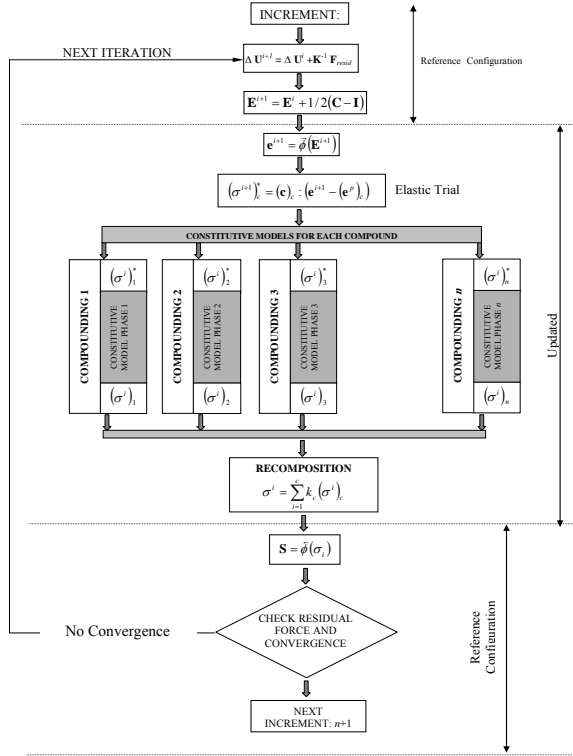 INCREMENT:
NEXT ITERATION
Δ U^{i+1} = Δ U^i + K^{-1} F_{resid}
Reference Configuration
E^{i+1} = E^i + 1/2(C − I)
e^{i+1} = φ̄(E^{i+1})
(σ^{i+1})_c^* = (c)_c : (e^{i+1} − (e^p)_c)
Elastic Trial
CONSTITUTIVE MODELS FOR EACH COMPOUND
COMPOUNDING 1
(σ^i)_1^*
CONSTITUTIVE
MODEL PHASE 1
(σ^i)_1
COMPOUNDING 2
(σ^i)_2^*
CONSTITUTIVE
MODEL PHASE 2
(σ^i)_2
COMPOUNDING 3
(σ^i)_3^*
CONSTITUTIVE
MODEL PHASE 3
(σ^i)_3
COMPOUNDING n
(σ^i)_n^*
CONSTITUTIVE
MODEL PHASE n
(σ^i)_n
Updated
RECOMPOSITION
σ^i = ∑_{i=1}^{c} k_c (σ^i)_c
S = φ̄(σ_i)
CHECK RESIDUAL
FORCE AND
CONVERGENCE
No Convergence
Reference
Configuration
NEXT
INCREMENT: n+1